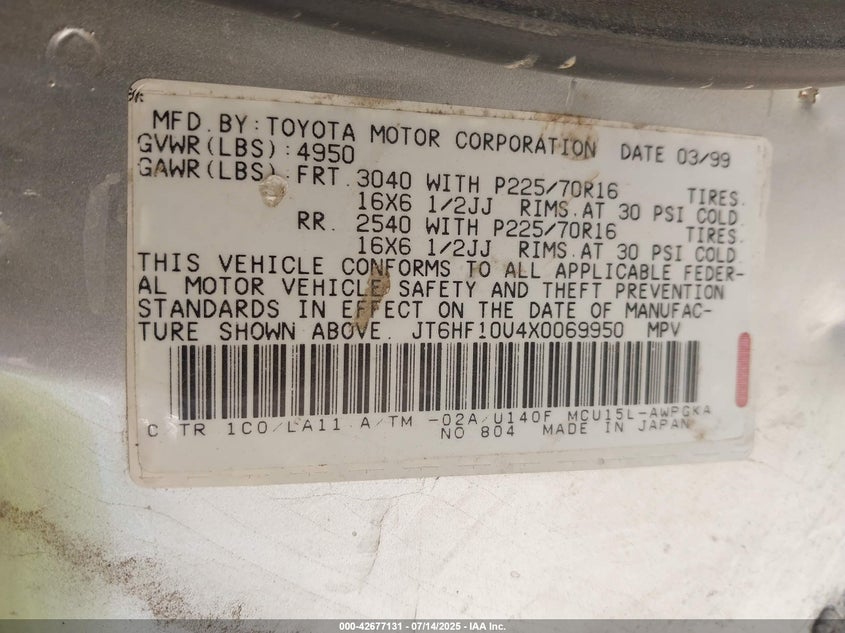 MFD. BY: TOYOTA MOTOR CORPORATION DATE 03/99
GVWR(LBS):4950
GAWR(LBS):FRT. 3040 WITH P225/70R16 TIRES.
16X6 1/2JJ RIMS.AT 30 PSI COLD.
RR. 2540 WITH P225/70R16 TIRES.
16X6 1/2JJ RIMS.AT 30 PSI COLD
THIS VEHICLE CONFORMS TO ALL APPLICABLE FEDER-
AL MOTOR VEHICLE SAFETY AND THEFT PREVENTION
STANDARDS IN EFFECT ON THE DATE OF MANUFAC-
TURE SHOWN ABOVE. JT6HF10U4X0069950 MPV
C TR 1C0/LA11 A/TM -02A/U140F MCU15L-AWPGKA
NO 804 MADE IN JAPAN
000-42677131 / 07/14/2025 / IAA Inc.